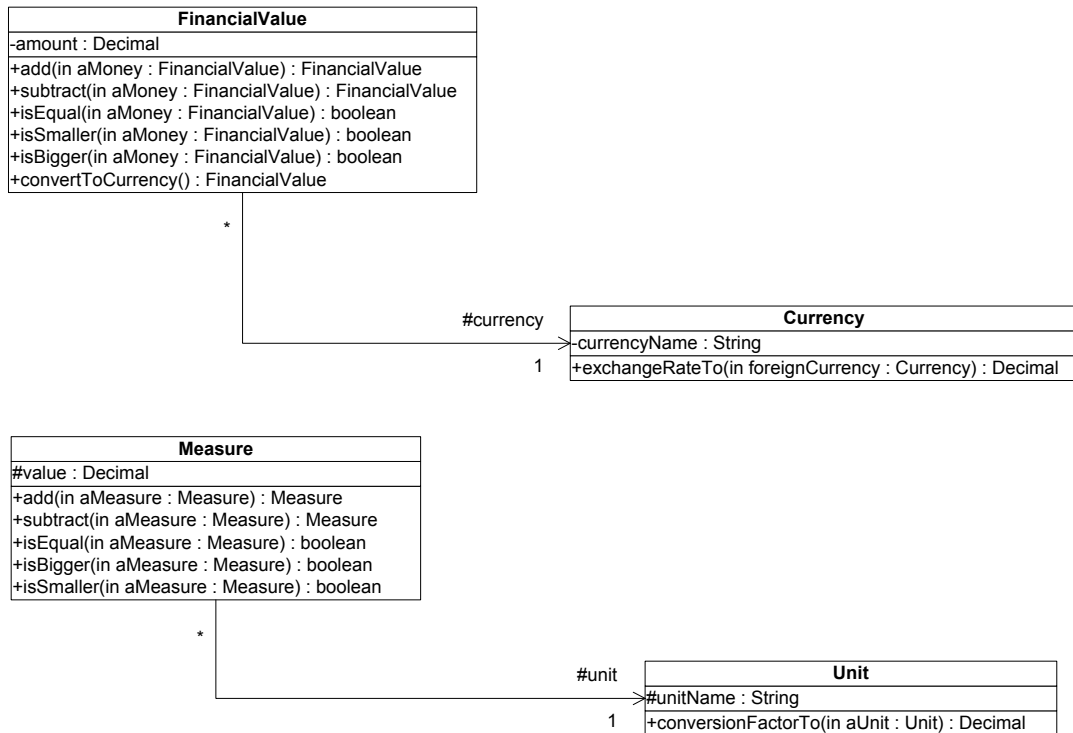 FinancialValue
-amount : Decimal
+add(in aMoney : FinancialValue) : FinancialValue
+subtract(in aMoney : FinancialValue) : FinancialValue
+isEqual(in aMoney : FinancialValue) : boolean
+isSmaller(in aMoney : FinancialValue) : boolean
+isBigger(in aMoney : FinancialValue) : boolean
+convertToCurrency() : FinancialValue
*
#currency
1
Currency
-currencyName : String
+exchangeRateTo(in foreignCurrency : Currency) : Decimal
Measure
#value : Decimal
+add(in aMeasure : Measure) : Measure
+subtract(in aMeasure : Measure) : Measure
+isEqual(in aMeasure : Measure) : boolean
+isBigger(in aMeasure : Measure) : boolean
+isSmaller(in aMeasure : Measure) : boolean
*
#unit
1
Unit
#unitName : String
+conversionFactorTo(in aUnit : Unit) : Decimal